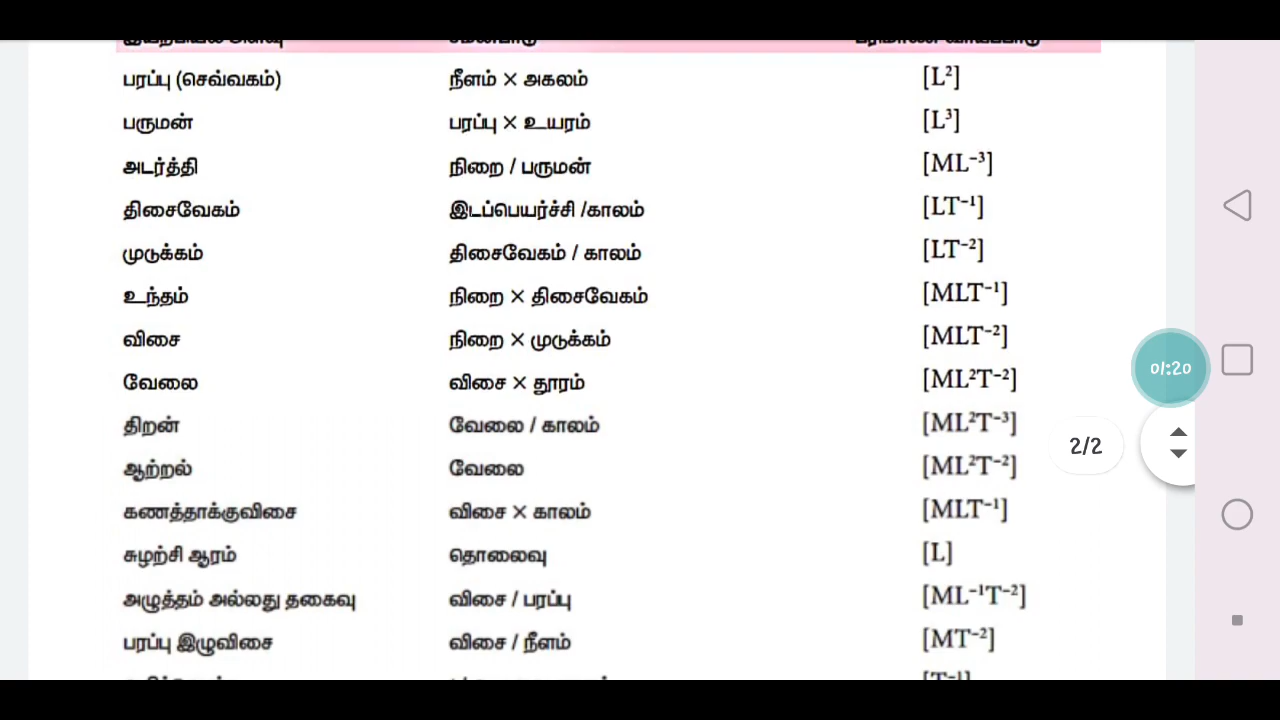 பரப்பு (செவ்வகம்) நீளம் × அகலம் [L²]
பருமன் பரப்பு × உயரம் [L³]
அடர்த்தி நிறை / பருமன் [ML⁻³]
திசைவேகம் இடப்பெயர்ச்சி /காலம் [LT⁻¹]
முடுக்கம் திசைவேகம் / காலம் [LT⁻²]
உந்தம் நிறை × திசைவேகம் [MLT⁻¹]
விசை நிறை × முடுக்கம் [MLT⁻²]
வேலை விசை × தூரம் [ML²T⁻²]
திறன் வேலை / காலம் [ML²T⁻³]
ஆற்றல் வேலை [ML²T⁻²]
கணத்தாக்குவிசை விசை × காலம் [MLT⁻¹]
சுழற்சி ஆரம் தொலைவு [L]
அழுத்தம் அல்லது தகைவு விசை / பரப்பு [ML⁻¹T⁻²]
பரப்பு இழுவிசை விசை / நீளம் [MT⁻²]
[T⁻¹]
01:20
2/2